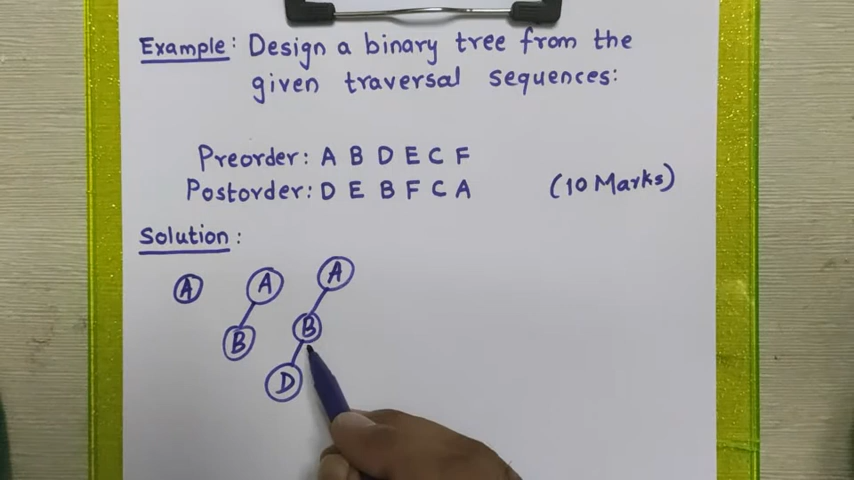 Example: Design a binary tree from the
given traversal sequences:
Preorder: A B D E C F
Postorder: D E B F C A (10 Marks)
Solution:
A A A
B B
D